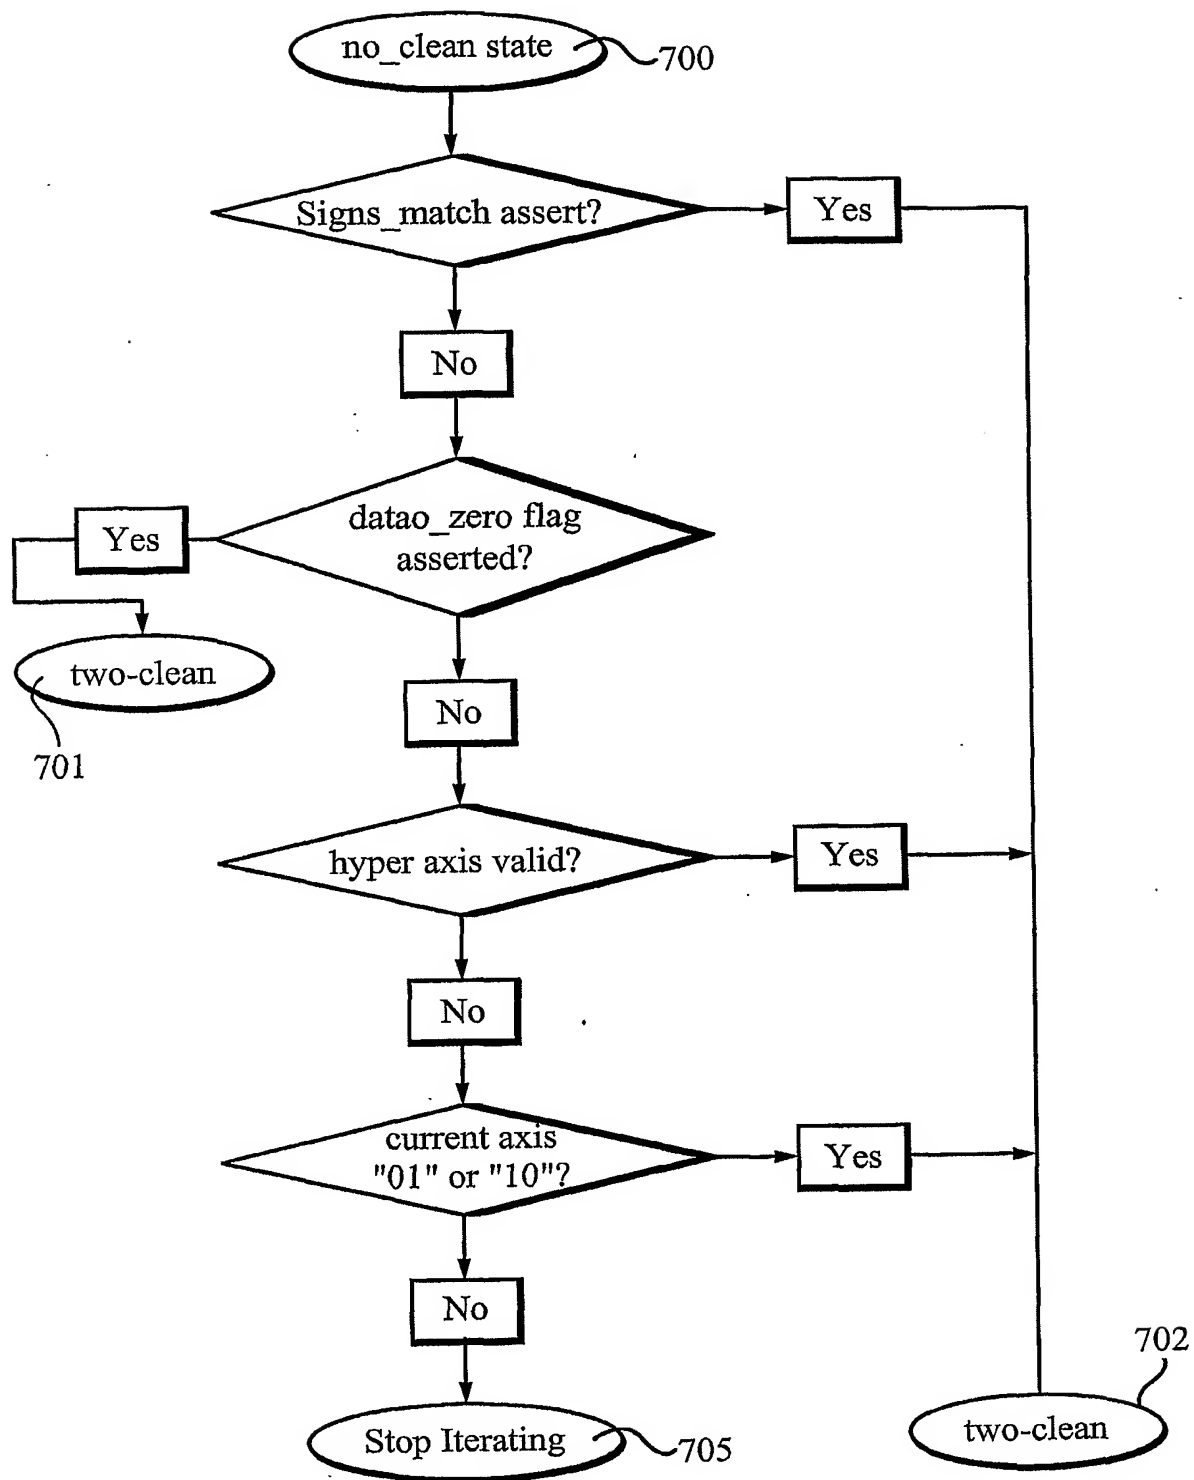 no_clean state
700
Signs_match assert?
Yes
No
datao_zero flag
asserted?
Yes
two-clean
701
No
hyper axis valid?
Yes
No
current axis
"01" or "10"?
Yes
No
702
Stop Iterating
705
two-clean